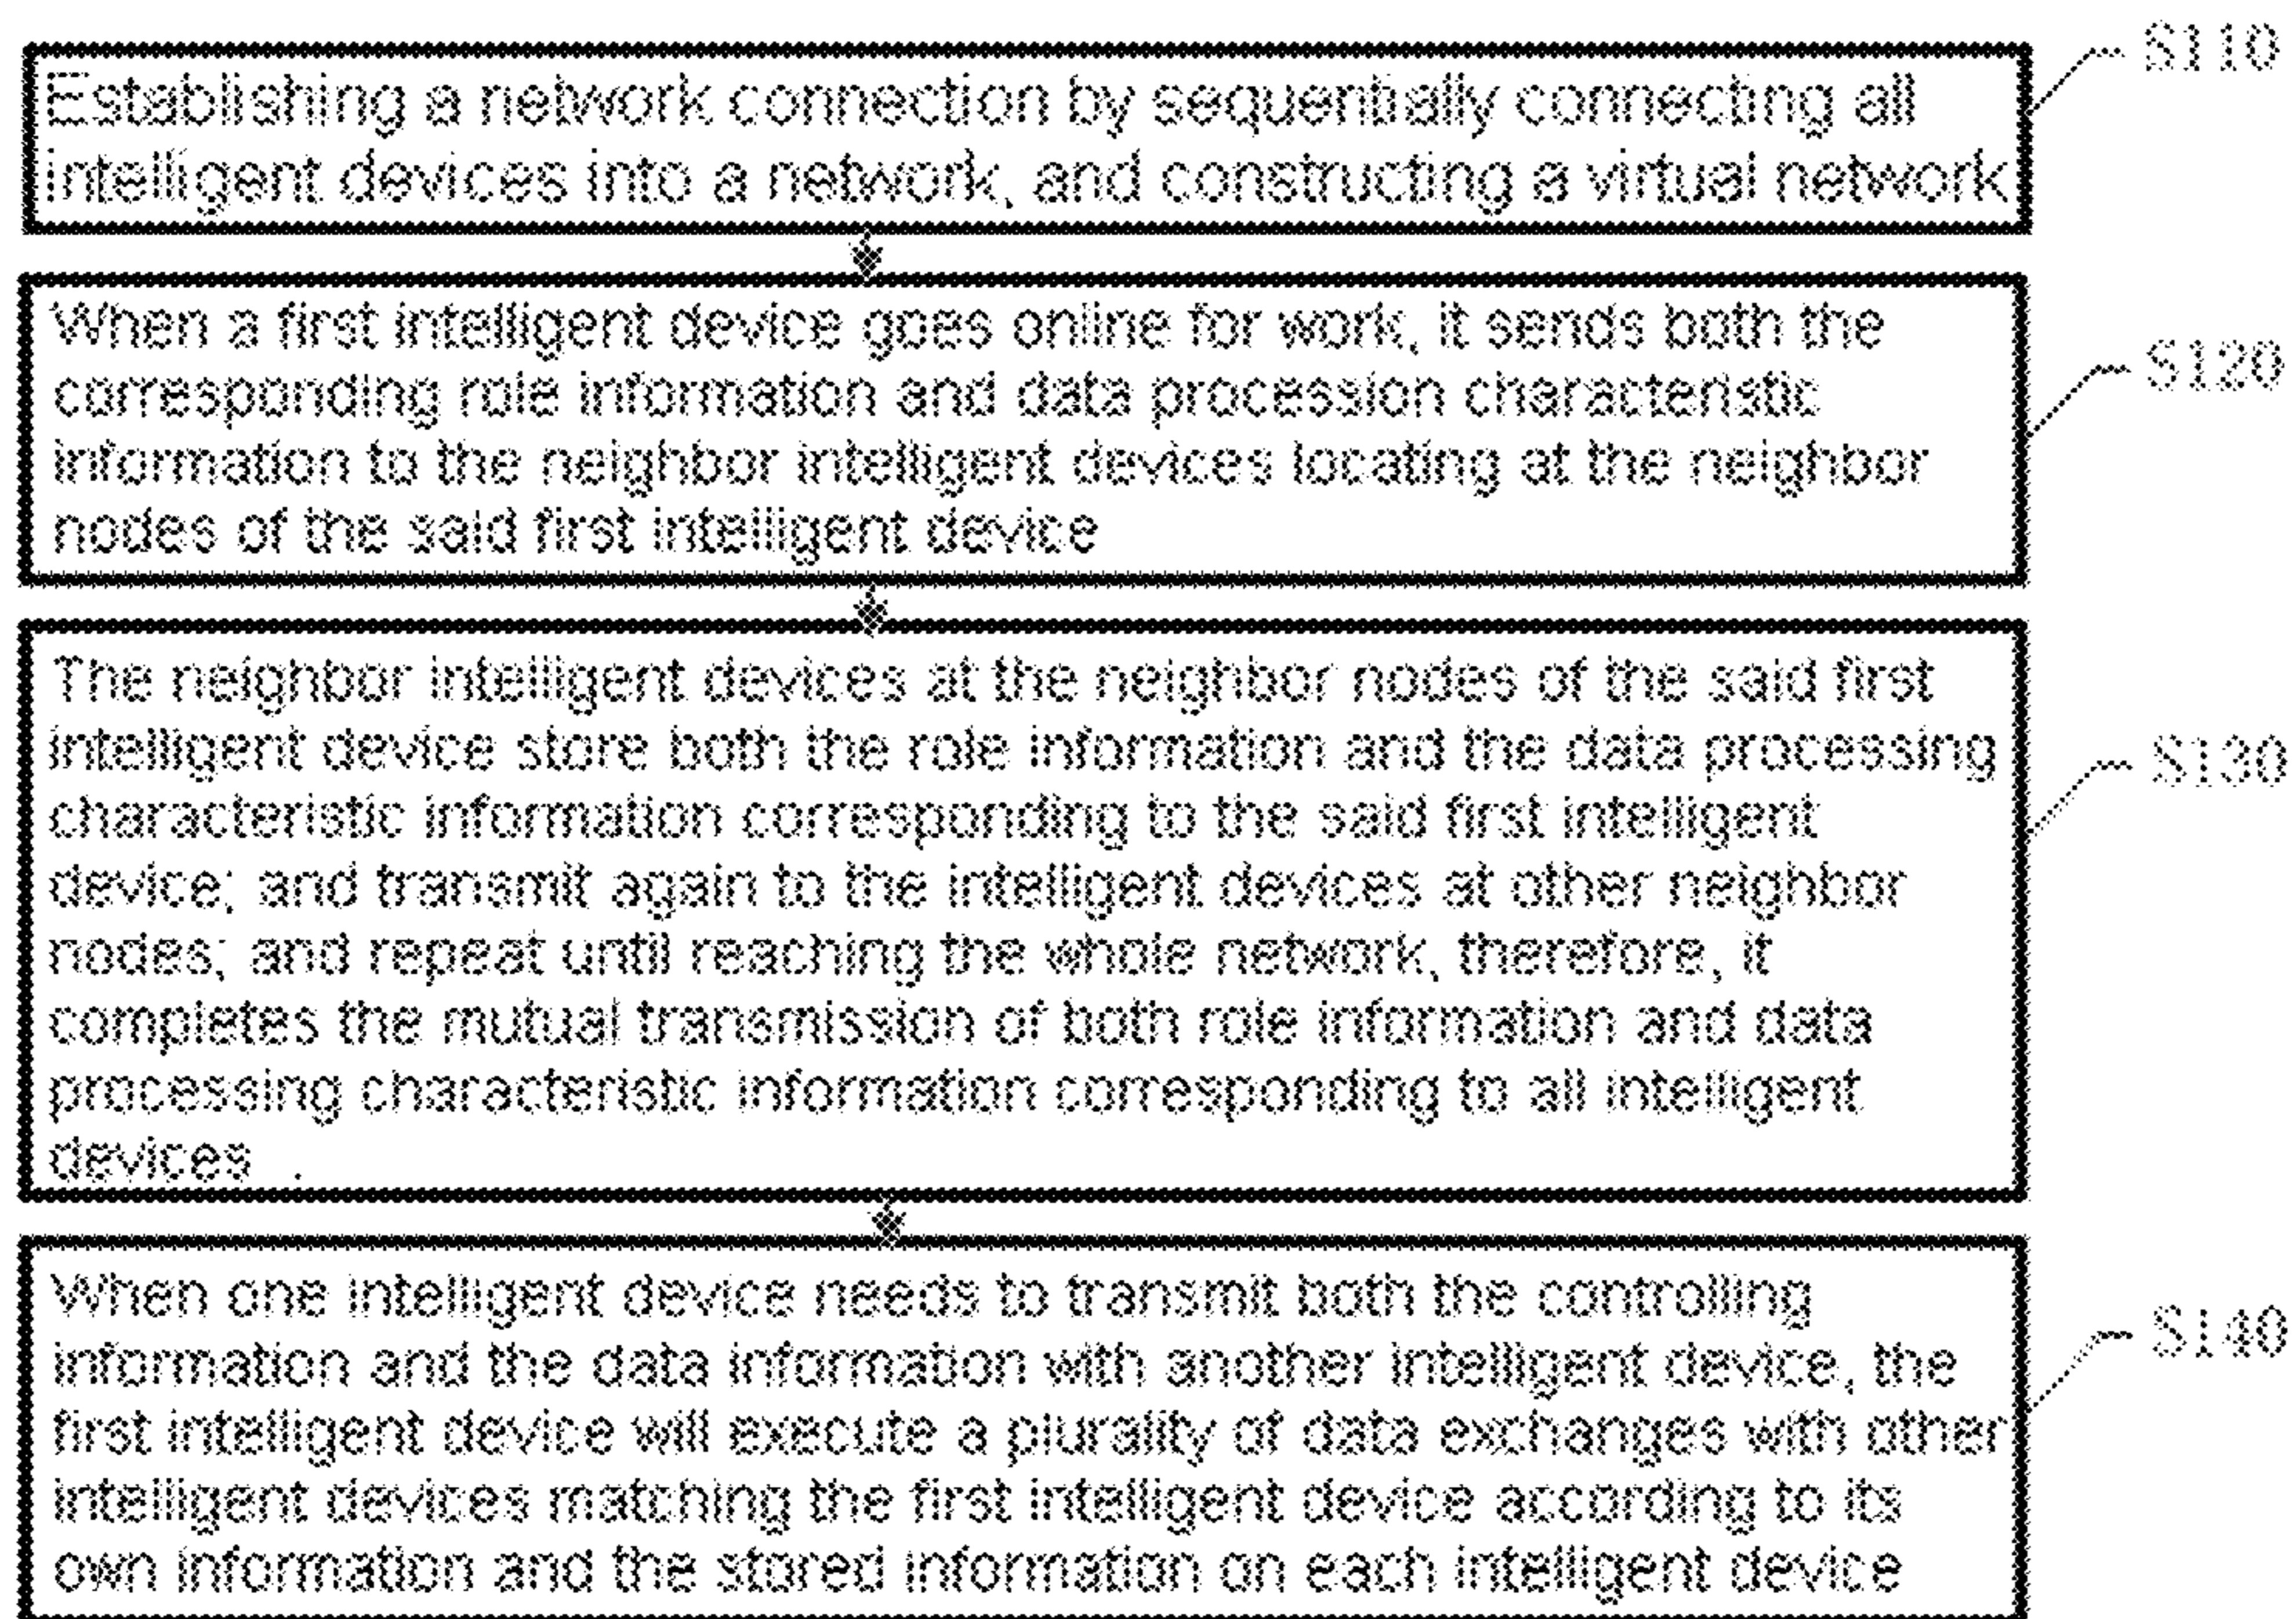 S110
Establishing a network connection by sequentially connecting all
intelligent devices into a network, and constructing a virtual network
When a first intelligent device goes online for work, it sends both the
corresponding role information and data procession characteristic
information to the neighbor intelligent devices locating at the neighbor
nodes of the said first intelligent device
S120
The neighbor intelligent devices at the neighbor nodes of the said first
intelligent device store both the role information and the data processing
characteristic information corresponding to the said first intelligent
device; and transmit again to the intelligent devices at other neighbor
nodes; and repeat until reaching the whole network, therefore, it
completes the mutual transmission of both role information and data
processing characteristic information corresponding to all intelligent
devices .
S130
When one intelligent device needs to transmit both the controlling
information and the data information with another intelligent device, the
first intelligent device will execute a plurality of data exchanges with other
intelligent devices matching the first intelligent device according to its
own information and the stored information on each intelligent device
S140